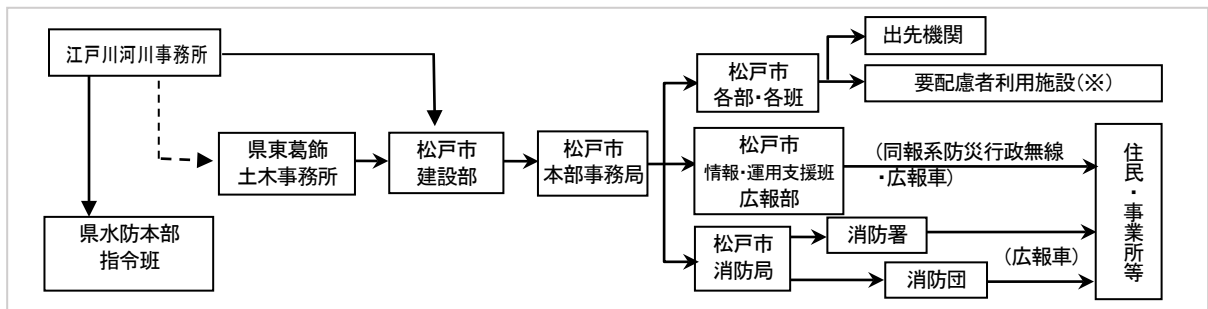 江戸川河川事務所
県水防本部
指令班
県東葛飾
土木事務所
松戸市
建設部
松戸市
本部事務局
松戸市
各部・各班
出先機関
要配慮者利用施設(※)
松戸市
情報・運用支援班
広報部
(同報系防災行政無線
・広報車)
松戸市
消防局
消防署
消防団
(広報車)
住民・事業所等